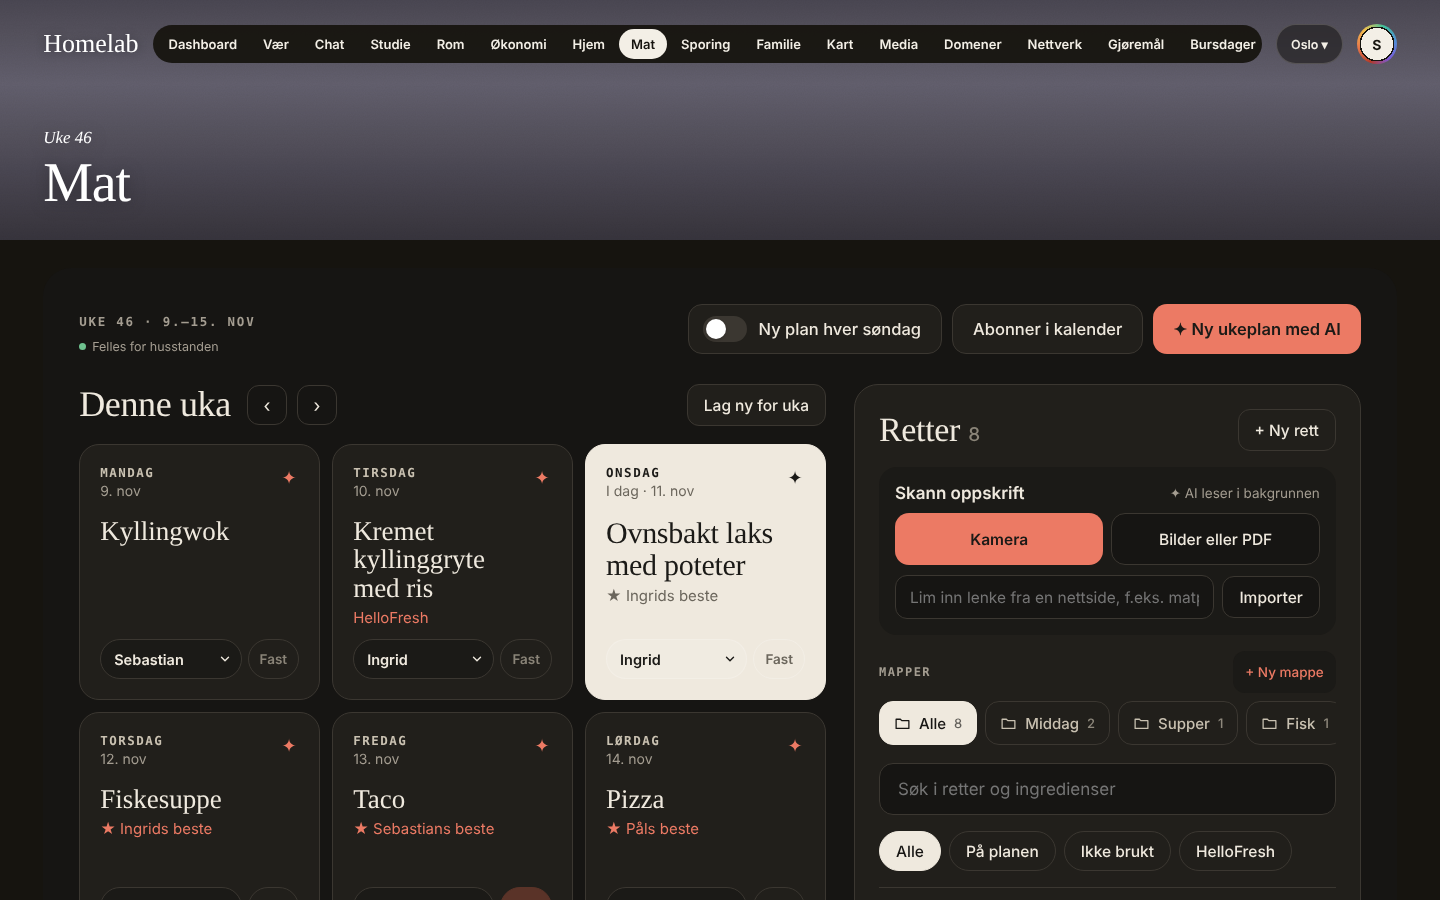 Homelab
Dashboard Vær Chat Studie Rom Økonomi Hjem Mat Sporing Familie Kart Media Domener Nettverk Gjøremål Bursdager
Oslo ▾
S
Uke 46
Mat
UKE 46 · 9.–15. NOV
Felles for husstanden
Ny plan hver søndag
Abonner i kalender
✦ Ny ukeplan med AI
Denne uka
‹ ›
Lag ny for uka
MANDAG
9. nov
✦
Kyllingwok
Sebastian
Fast
TIRSDAG
10. nov
✦
Kremet
kyllinggryte
med ris
HelloFresh
Ingrid
Fast
ONSDAG
I dag · 11. nov
✦
Ovnsbakt laks
med poteter
★ Ingrids beste
Ingrid
Fast
TORSDAG
12. nov
✦
Fiskesuppe
★ Ingrids beste
FREDAG
13. nov
✦
Taco
★ Sebastians beste
LØRDAG
14. nov
✦
Pizza
★ Påls beste
Retter 8
+ Ny rett
Skann oppskrift
✦ AI leser i bakgrunnen
Kamera
Bilder eller PDF
Lim inn lenke fra en nettside, f.eks. matp
Importer
MAPPER
+ Ny mappe
Alle 8
Middag 2
Supper 1
Fisk 1
Søk i retter og ingredienser
Alle
På planen
Ikke brukt
HelloFresh